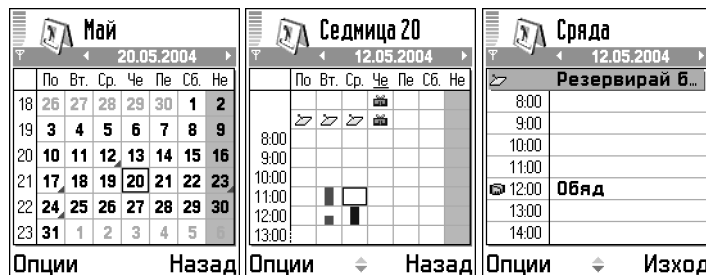 Май
20.05.2004
По Вт. Ср. Че Пе Сб. Не
18 26 27 28 29 30 1 2
19 3 4 5 6 7 8 9
20 10 11 12 13 14 15 16
21 17 18 19 20 21 22 23
22 24 25 26 27 28 29 30
23 31 1 2 3 4 5 6
Опции Назад
Седмица 20
12.05.2004
По Вт. Ср. Че Пе Сб. Не
8:00
9:00
10:00
11:00
12:00
13:00
Опции Назад
Сряда
12.05.2004
Резервирай б...
8:00
9:00
10:00
11:00
12:00 Обяд
13:00
14:00
Опции Изход